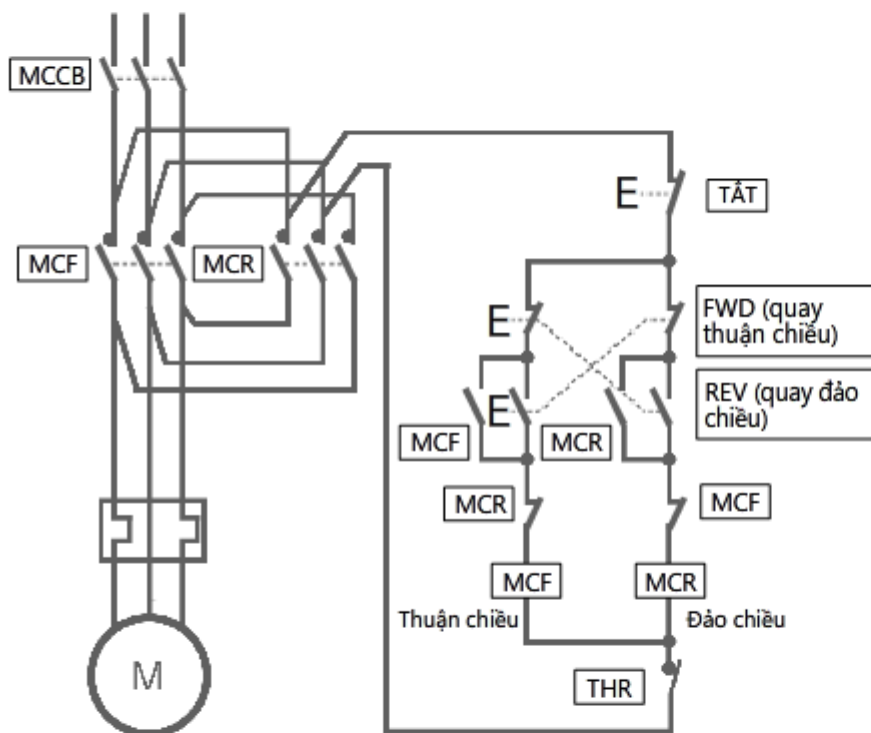 MCCB
TẮT
MCF
MCR
E
E
FWD (quay
thuận chiều)
E
REV (quay đảo
chiều)
MCF
MCR
MCR
MCF
MCF
MCR
Thuận chiều
Đảo chiều
M
THR